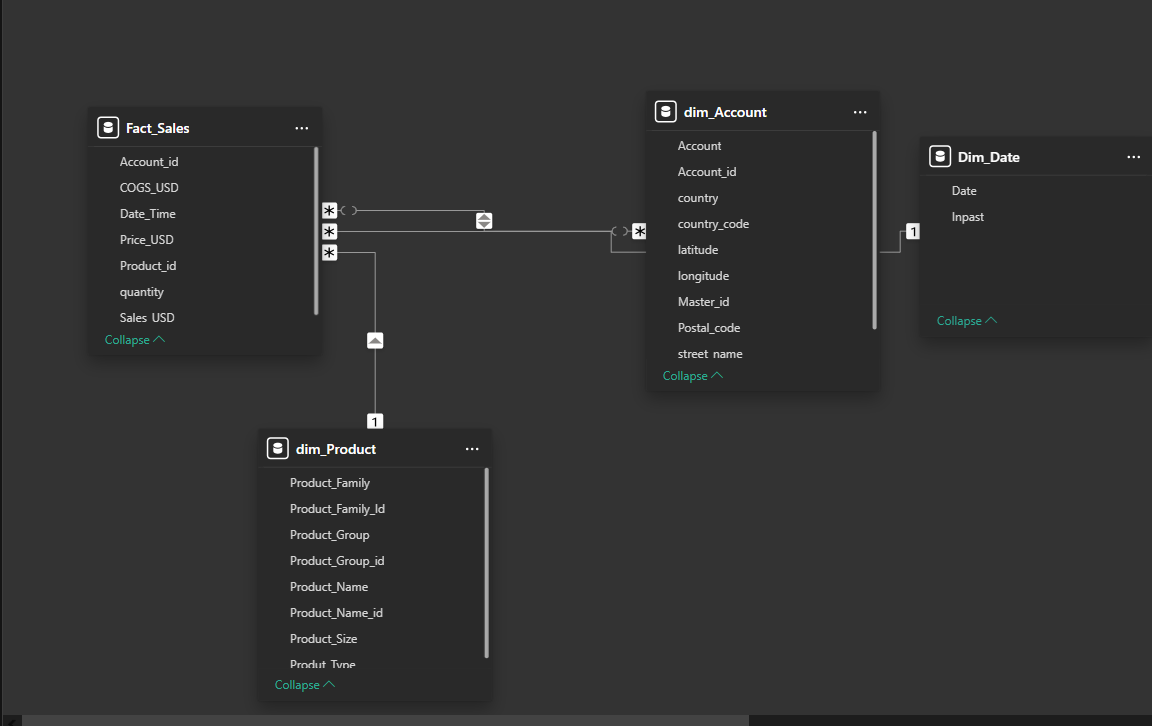 Fact_Sales
...
Account_id
COGS_USD
Date_Time
Price_USD
Product_id
quantity
Sales USD
Collapse
*
*
*
dim_Account
...
Account
Account_id
country
country_code
latitude
longitude
Master_id
Postal_code
street name
Collapse
*
Dim_Date
...
Date
Inpast
Collapse
1
1
dim_Product
...
Product_Family
Product_Family_Id
Product_Group
Product_Group_id
Product_Name
Product_Name_id
Product_Size
Produt_Type
Collapse